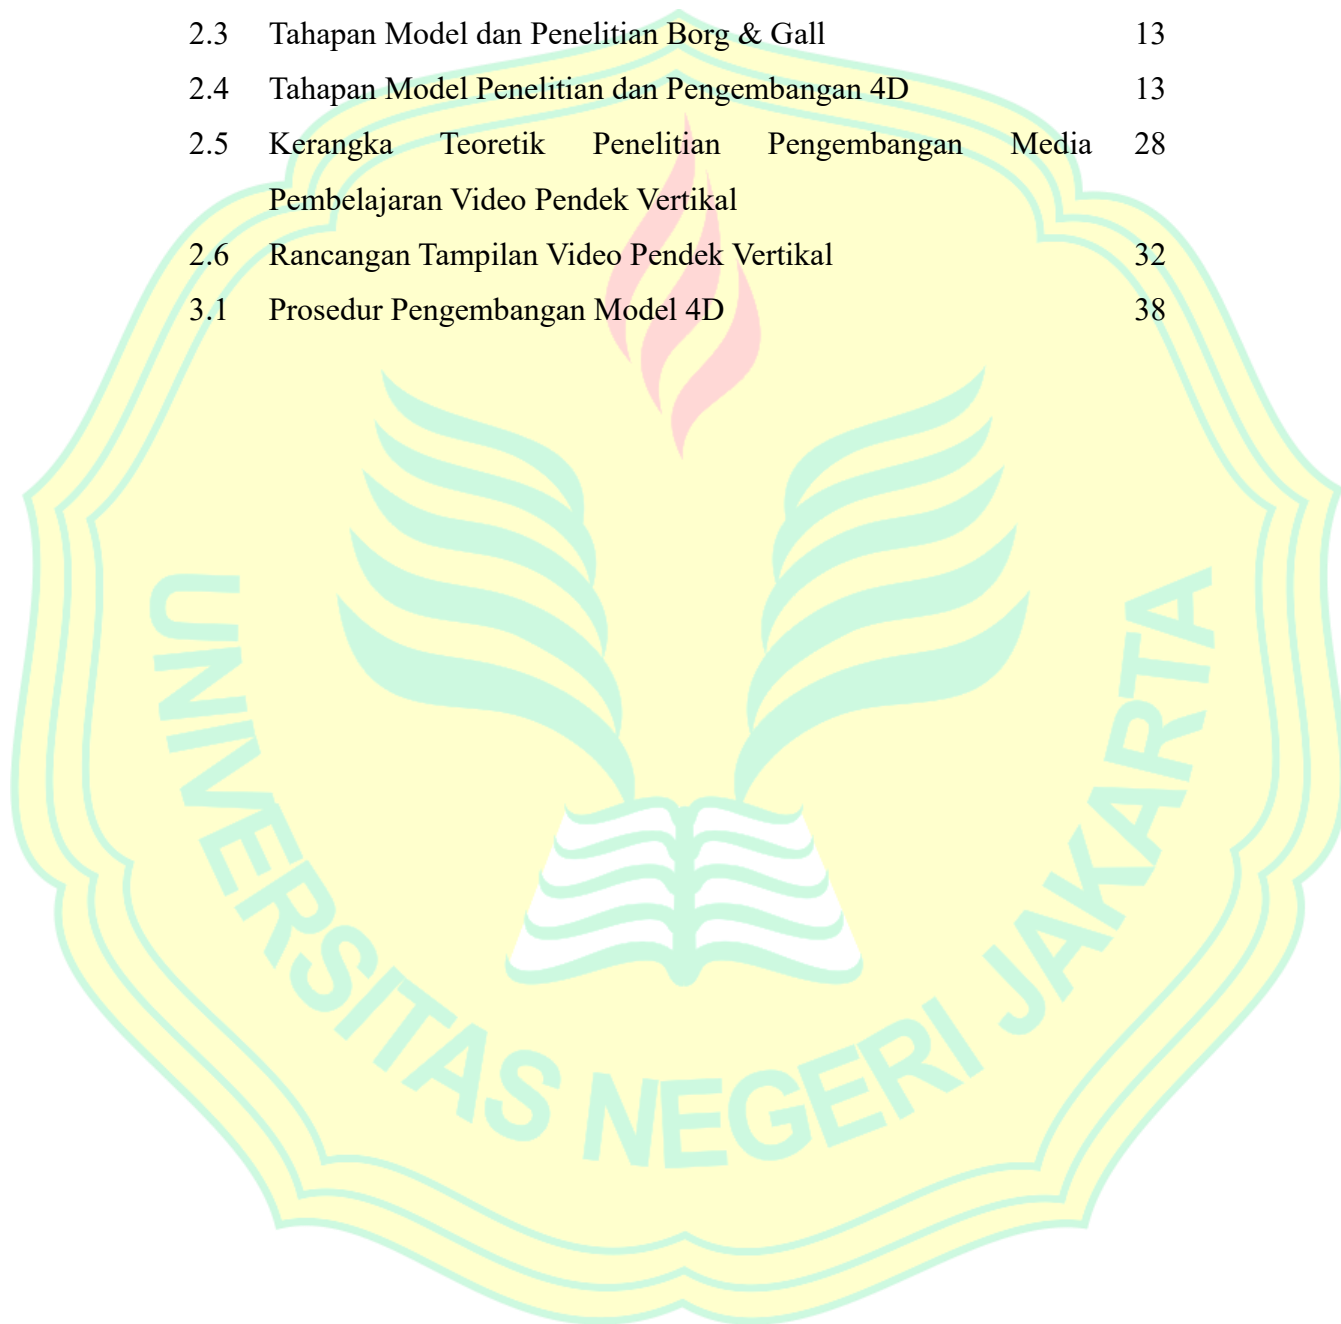 2.3 Tahapan Model dan Penelitian Borg & Gall 13
2.4 Tahapan Model Penelitian dan Pengembangan 4D 13
2.5 Kerangka Teoretik Penelitian Pengembangan Media 28
Pembelajaran Video Pendek Vertikal
2.6 Rancangan Tampilan Video Pendek Vertikal 32
3.1 Prosedur Pengembangan Model 4D 38
UNIVERSITAS NEGERI JAKARTA